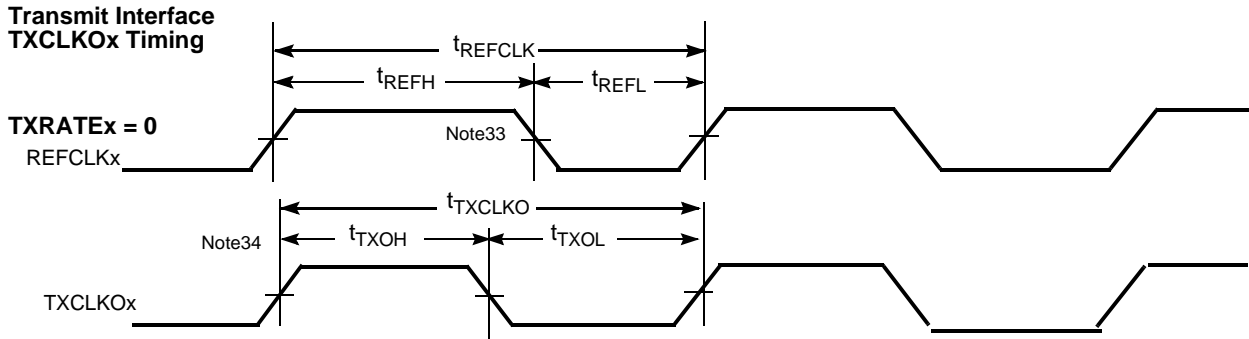 Transmit Interface
TXCLKOx Timing
tREFCLK
tREFH
tREFL
TXRATEx = 0
Note33
REFCLKx
tTXCLKO
tTXOH
tTXOL
Note34
TXCLKOx